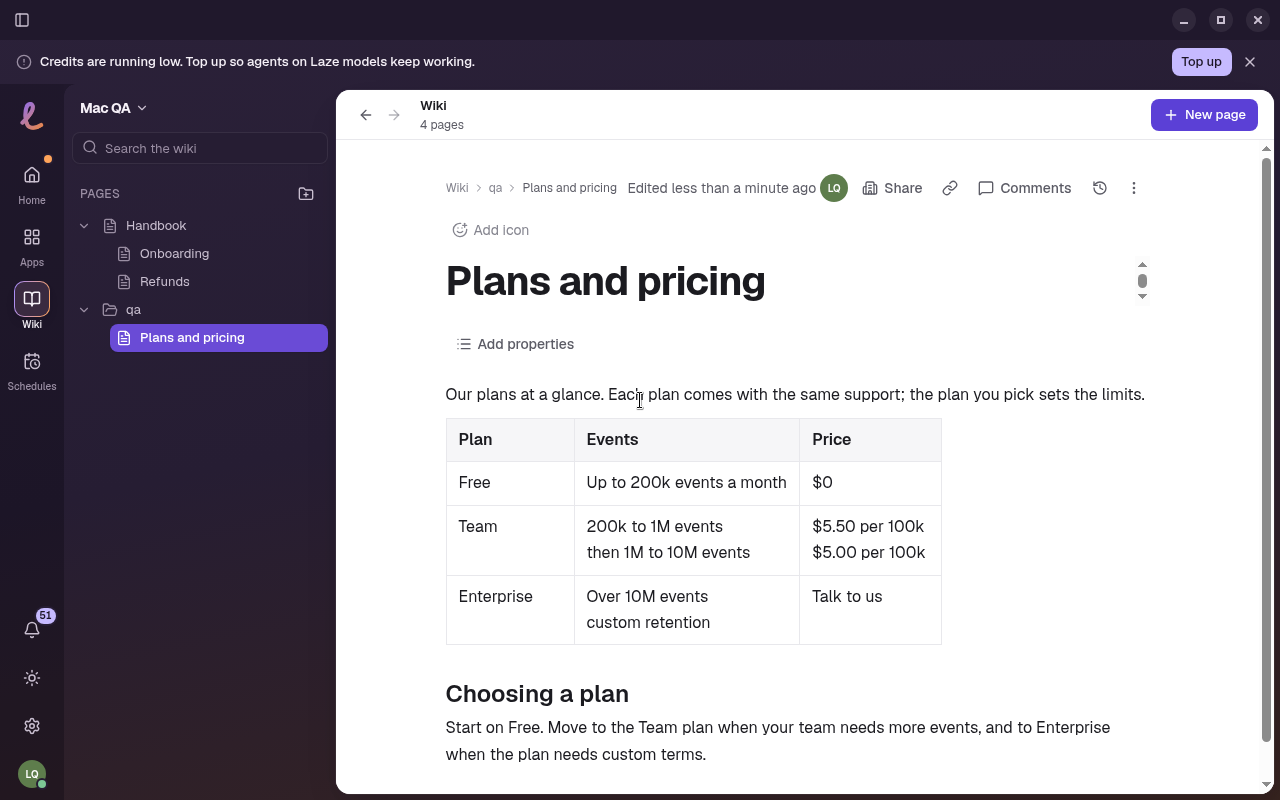 Credits are running low. Top up so agents on Laze models keep working.
Top up
Mac QA
Search the wiki
PAGES
Handbook
Onboarding
Refunds
qa
Plans and pricing
Home
Apps
Wiki
Schedules
51
LQ
Wiki
4 pages
New page
Wiki > qa > Plans and pricing Edited less than a minute ago LQ Share Comments
Add icon
Plans and pricing
Add properties
Our plans at a glance. Each plan comes with the same support; the plan you pick sets the limits.
Plan Events Price
Free Up to 200k events a month $0
Team 200k to 1M events $5.50 per 100k
then 1M to 10M events $5.00 per 100k
Enterprise Over 10M events Talk to us
custom retention
Choosing a plan
Start on Free. Move to the Team plan when your team needs more events, and to Enterprise
when the plan needs custom terms.